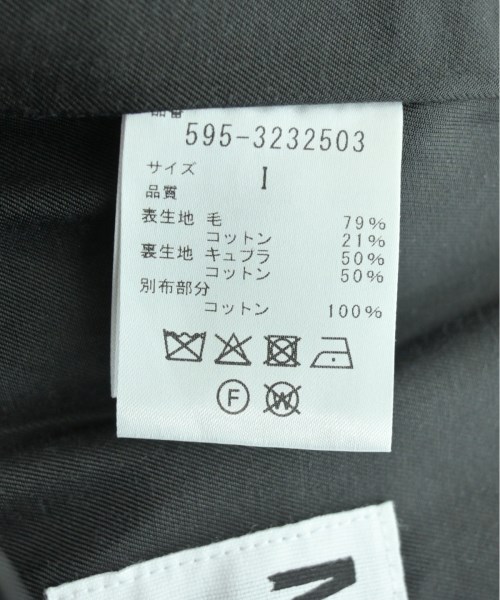 品番
595-3232503
サイズ I
品質
表生地 毛 79%
コットン 21%
裏生地 キュプラ 50%
コットン 50%
別布部分
コットン 100%
F W